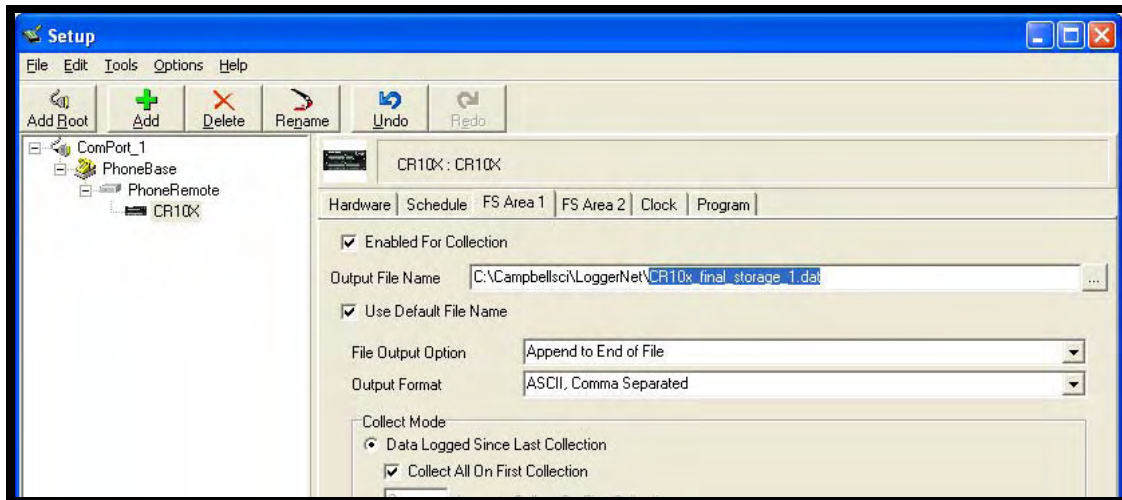 Setup
File Edit Tools Options Help
Add Root Add Delete Rename Undo Redo
ComPort_1
PhoneBase
PhoneRemote
CR10X
CR10X : CR10X
Hardware Schedule FS Area 1 FS Area 2 Clock Program
Enabled For Collection
Output File Name C:\Campbellsci\LoggerNet\CR10x_final_storage_1.dat ...
Use Default File Name
File Output Option Append to End of File
Output Format ASCII, Comma Separated
Collect Mode
Data Logged Since Last Collection
Collect All On First Collection